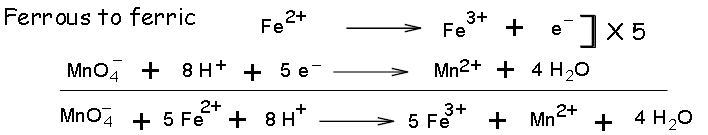 Ferrous to ferric Fe²⁺ ⟶ Fe³⁺ + e⁻ ] X 5
MnO₄⁻ + 8 H⁺ + 5 e⁻ ⟶ Mn²⁺ + 4 H₂O
MnO₄⁻ + 5 Fe²⁺ + 8 H⁺ ⟶ 5 Fe³⁺ + Mn²⁺ + 4 H₂O